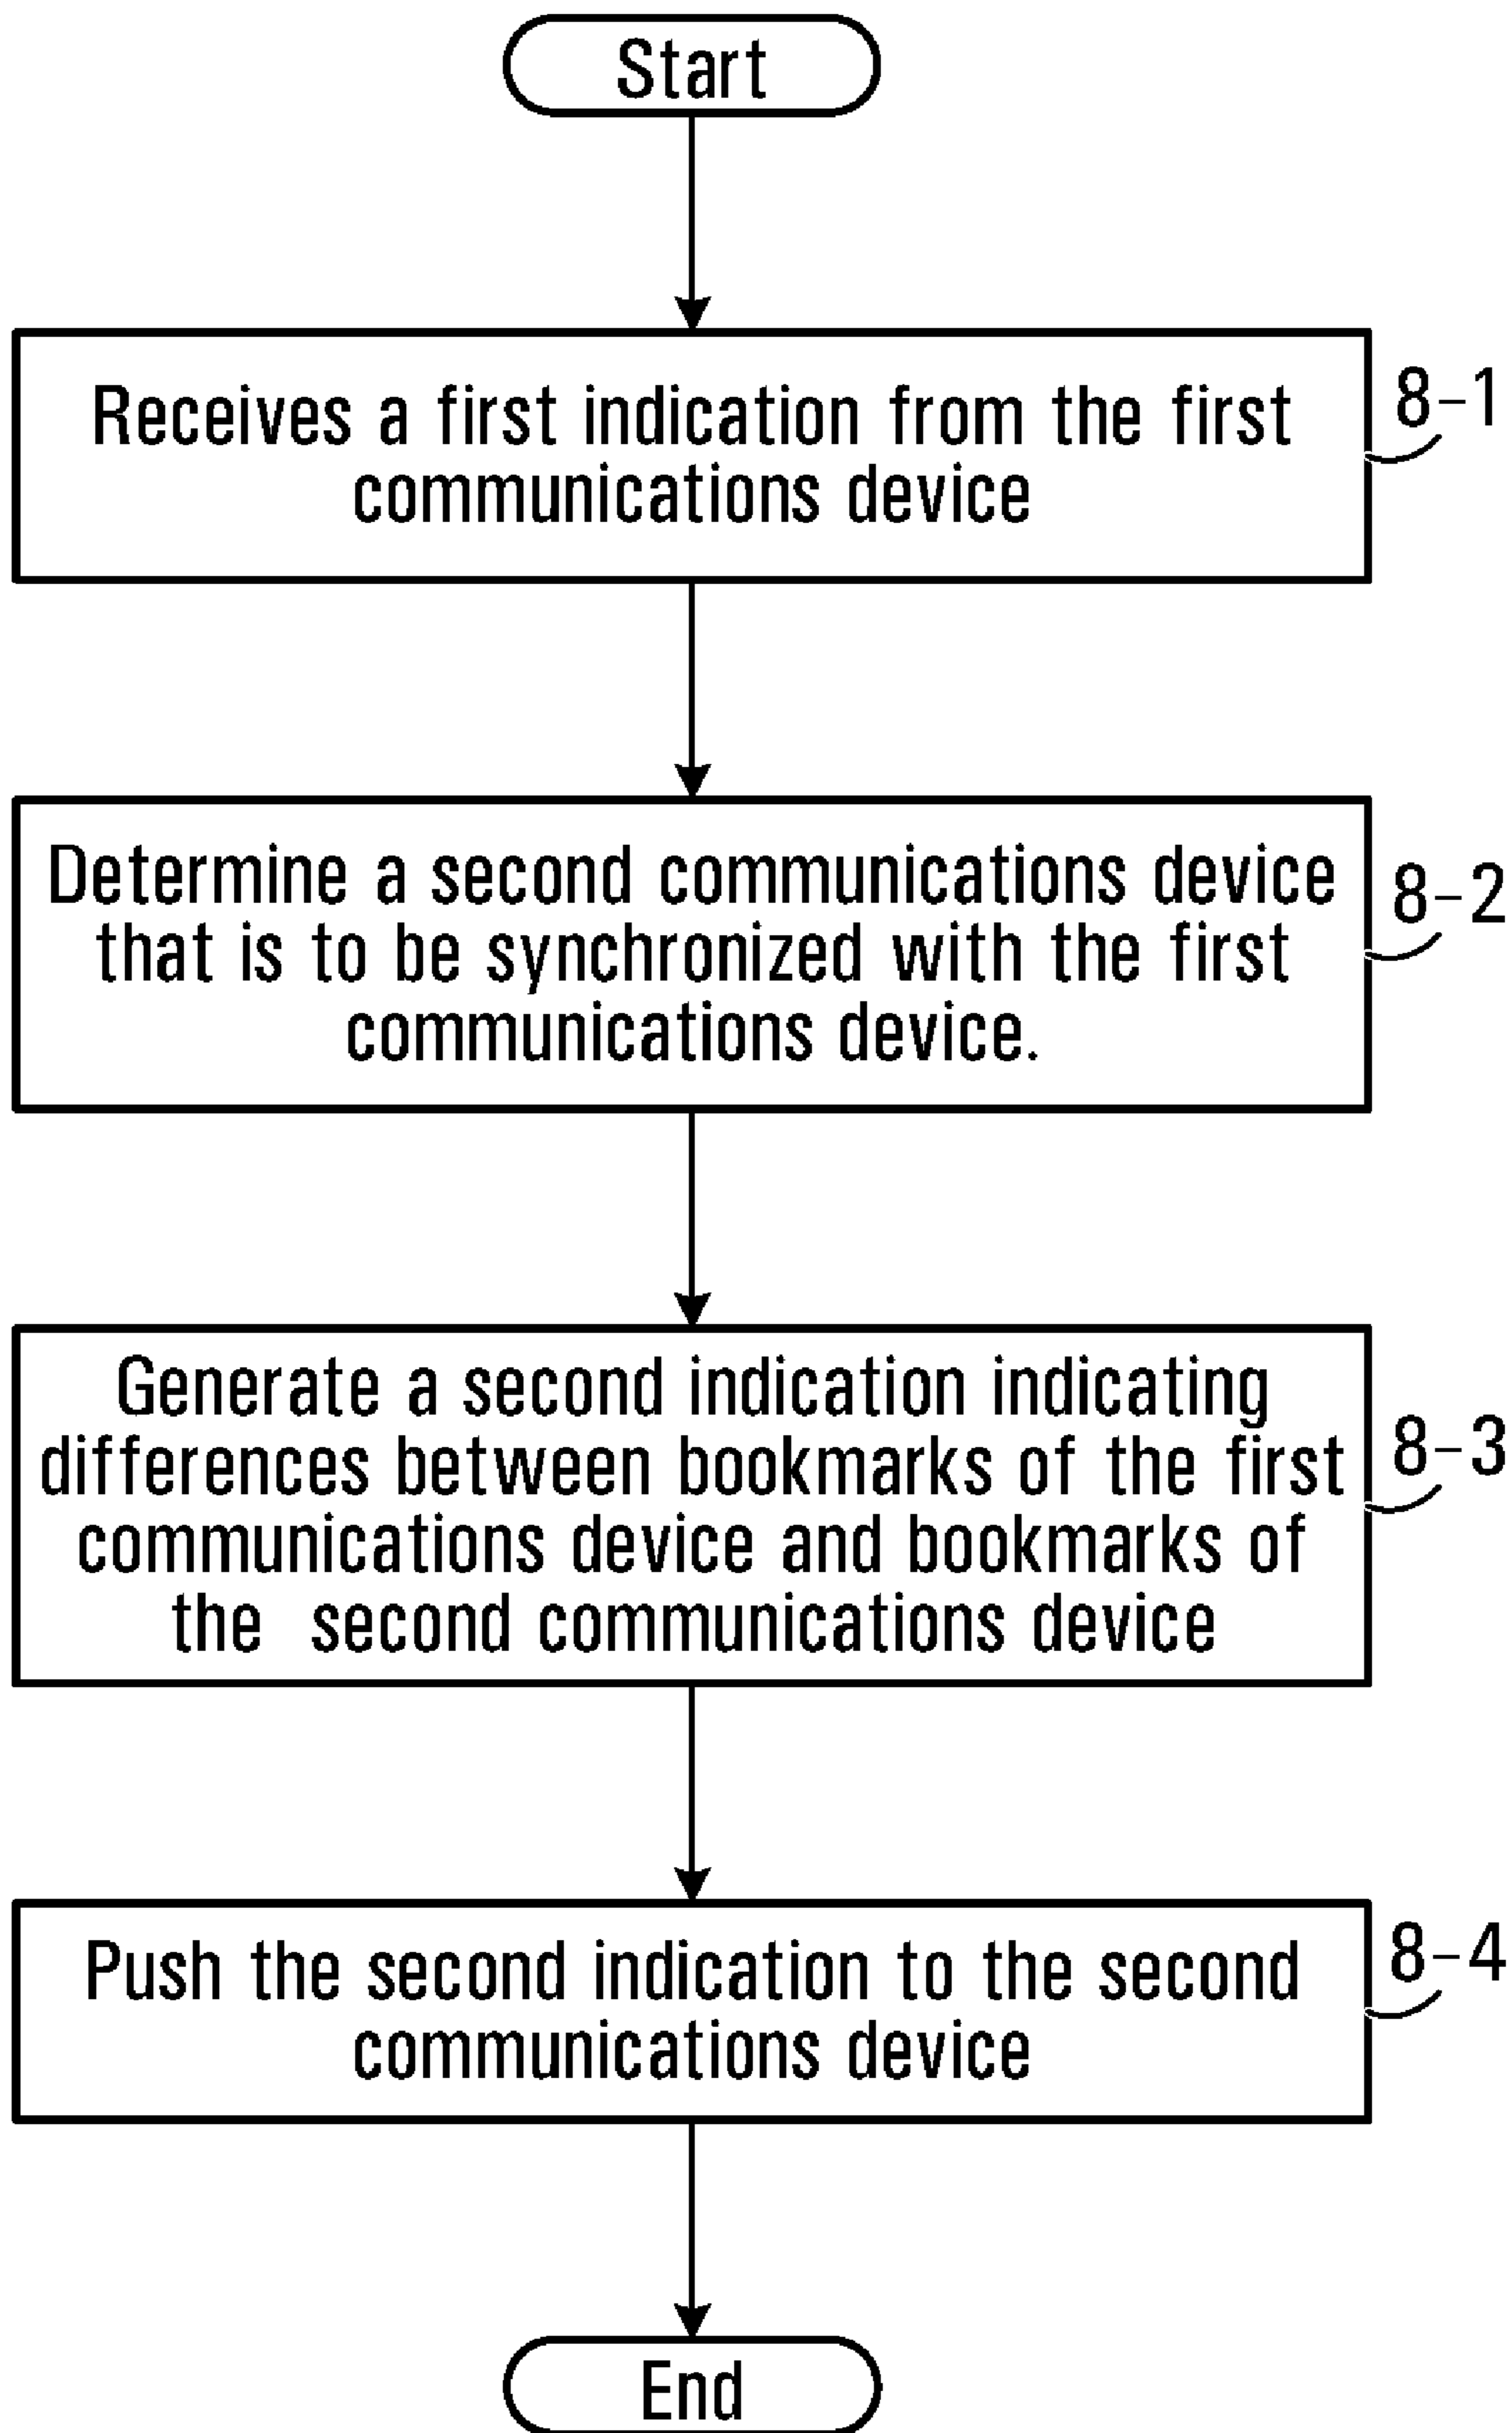 Start
Receives a first indication from the first
communications device
8-1
Determine a second communications device
that is to be synchronized with the first
communications device.
8-2
Generate a second indication indicating
differences between bookmarks of the first
communications device and bookmarks of
the second communications device
8-3
Push the second indication to the second
communications device
8-4
End